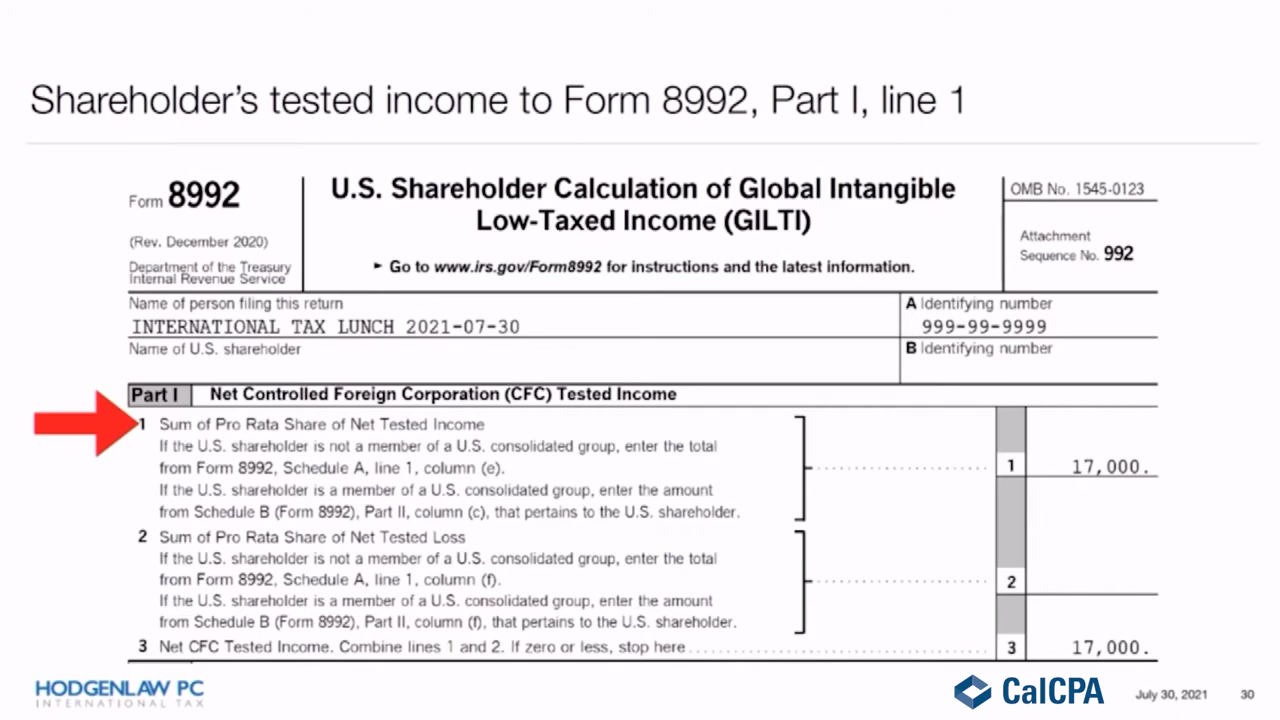 Shareholder's tested income to Form 8992, Part I, line 1
Form 8992
(Rev. December 2020)
Department of the Treasury
Internal Revenue Service
U.S. Shareholder Calculation of Global Intangible
Low-Taxed Income (GILTI)
► Go to www.irs.gov/Form8992 for instructions and the latest information.
OMB No. 1545-0123
Attachment
Sequence No. 992
Name of person filing this return
INTERNATIONAL TAX LUNCH 2021-07-30
A Identifying number
999-99-9999
Name of U.S. shareholder
B Identifying number
Part I Net Controlled Foreign Corporation (CFC) Tested Income
1 Sum of Pro Rata Share of Net Tested Income
If the U.S. shareholder is not a member of a U.S. consolidated group, enter the total
from Form 8992, Schedule A, line 1, column (e). 1 17,000.
If the U.S. shareholder is a member of a U.S. consolidated group, enter the amount
from Schedule B (Form 8992), Part II, column (c), that pertains to the U.S. shareholder.
2 Sum of Pro Rata Share of Net Tested Loss
If the U.S. shareholder is not a member of a U.S. consolidated group, enter the total
from Form 8992, Schedule A, line 1, column (f). 2
If the U.S. shareholder is a member of a U.S. consolidated group, enter the amount
from Schedule B (Form 8992), Part II, column (f), that pertains to the U.S. shareholder.
3 Net CFC Tested Income. Combine lines 1 and 2. If zero or less, stop here 3 17,000.
HODGENLAW PC
INTERNATIONAL TAX
CalCPA
July 30, 2021
30